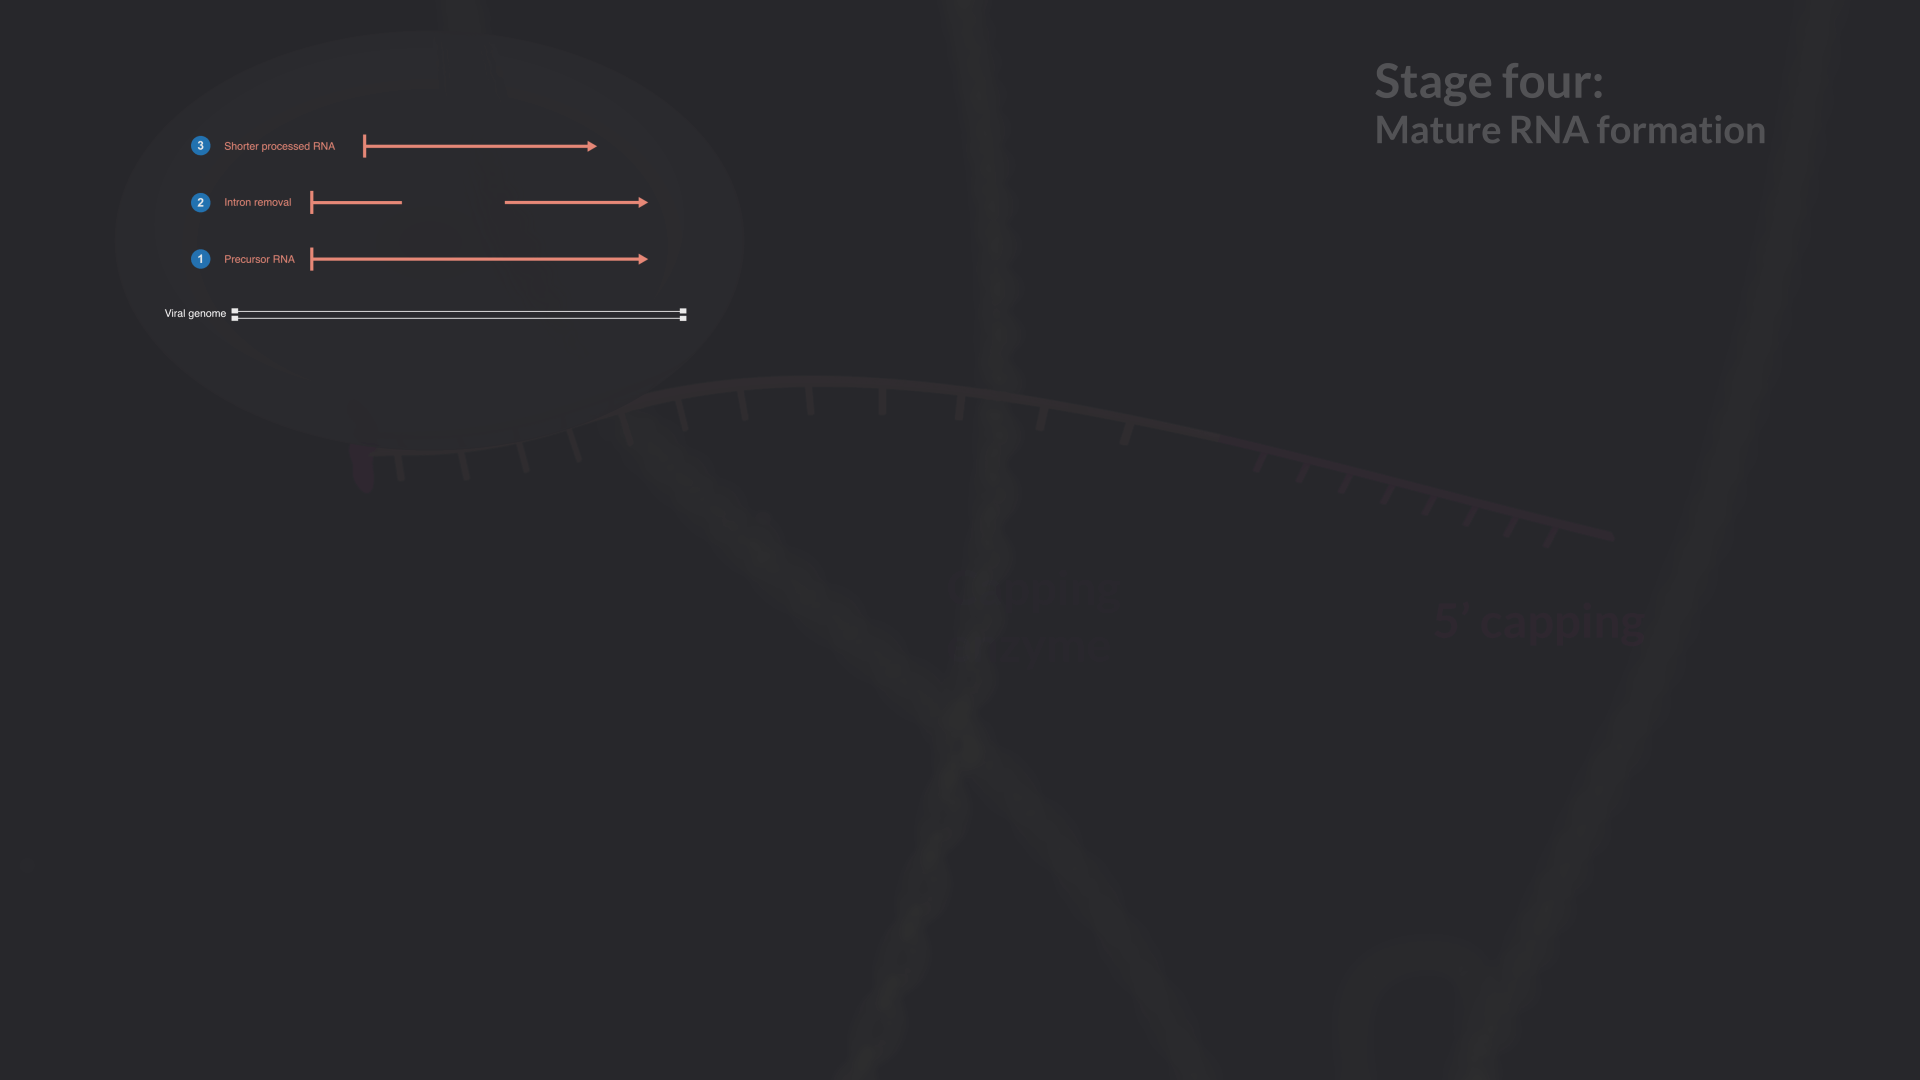 Stage four:
Mature RNA formation
3 Shorter processed RNA
2 Intron removal
1 Precursor RNA
Viral genome
5' capping